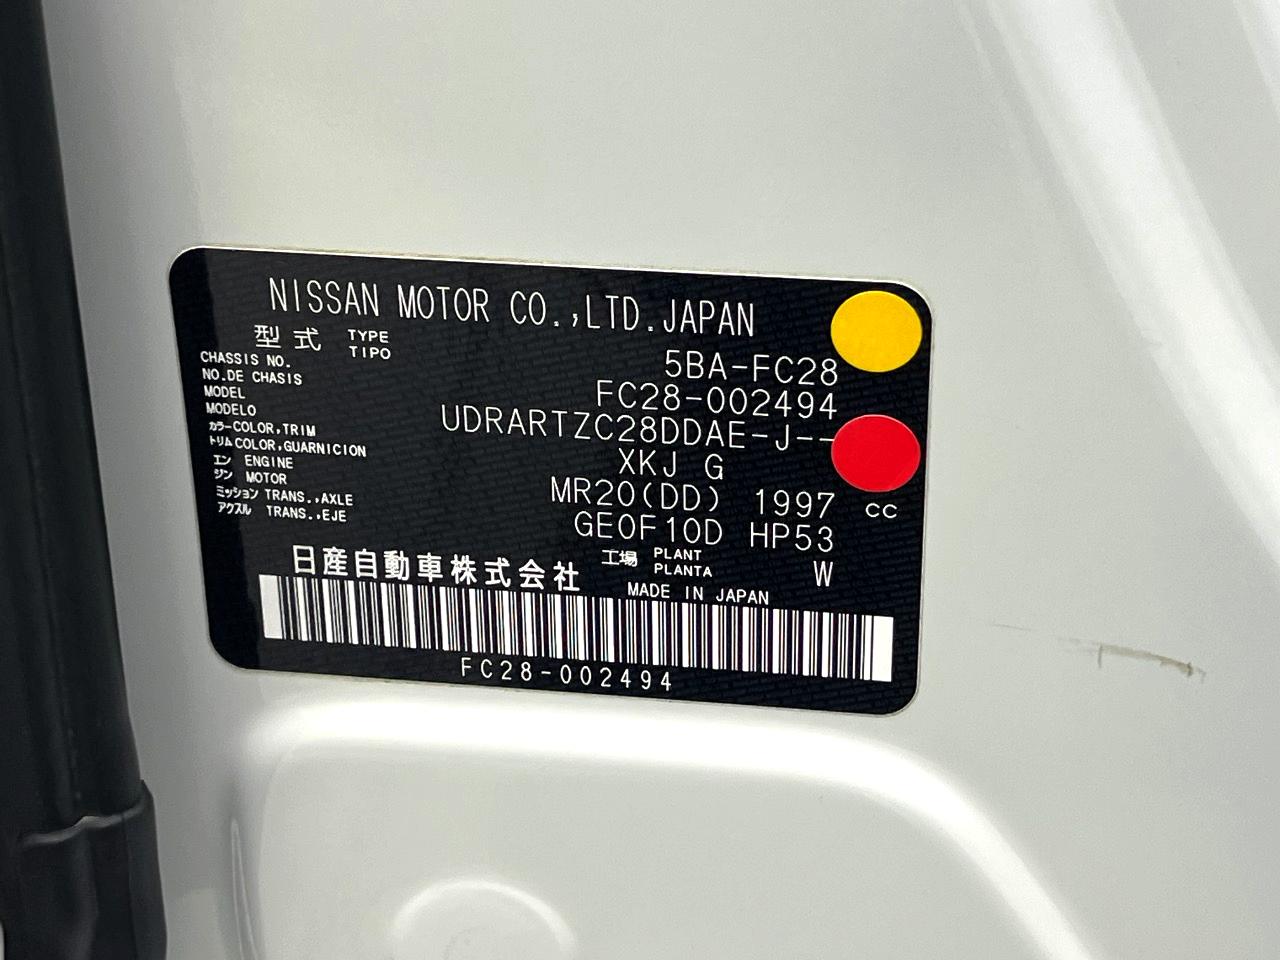 NISSAN MOTOR CO.,LTD.JAPAN
型式 TYPE TIPO 5BA-FC28
CHASSIS NO.
NO.DE CHASIS FC28-002494
MODEL
MODELO UDRARTZC28DDAE-J--
カラー COLOR,TRIM
トリム COLOR,GUARNICION XKJ G
エン ENGINE
ジン MOTOR MR20(DD) 1997 CC
ミッション TRANS.,AXLE
アクスル TRANS.,EJE GE0F10D HP53
日産自動車株式会社 工場 PLANT PLANTA W
MADE IN JAPAN
FC28-002494